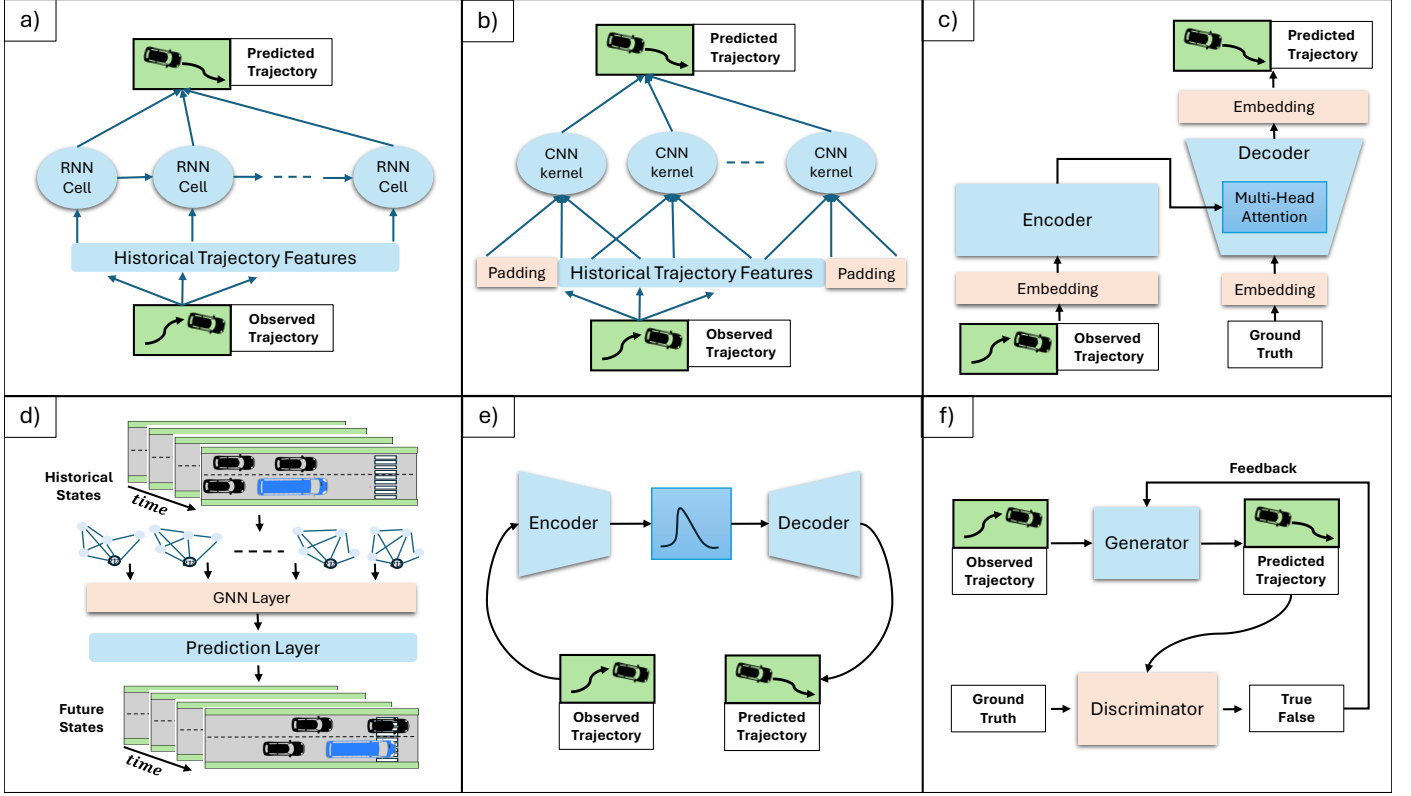 a)
Predicted
Trajectory
RNN
Cell
RNN
Cell
RNN
Cell
Historical Trajectory Features
Observed
Trajectory
b)
Predicted
Trajectory
CNN
kernel
CNN
kernel
CNN
kernel
Padding
Historical Trajectory Features
Padding
Observed
Trajectory
c)
Predicted
Trajectory
Embedding
Decoder
Multi-Head
Attention
Encoder
Embedding
Embedding
Observed
Trajectory
Ground
Truth
d)
Historical
States
time
GNN Layer
Prediction Layer
Future
States
time
e)
Encoder
Decoder
Observed
Trajectory
Predicted
Trajectory
f)
Feedback
Observed
Trajectory
Generator
Predicted
Trajectory
Ground
Truth
Discriminator
True
False